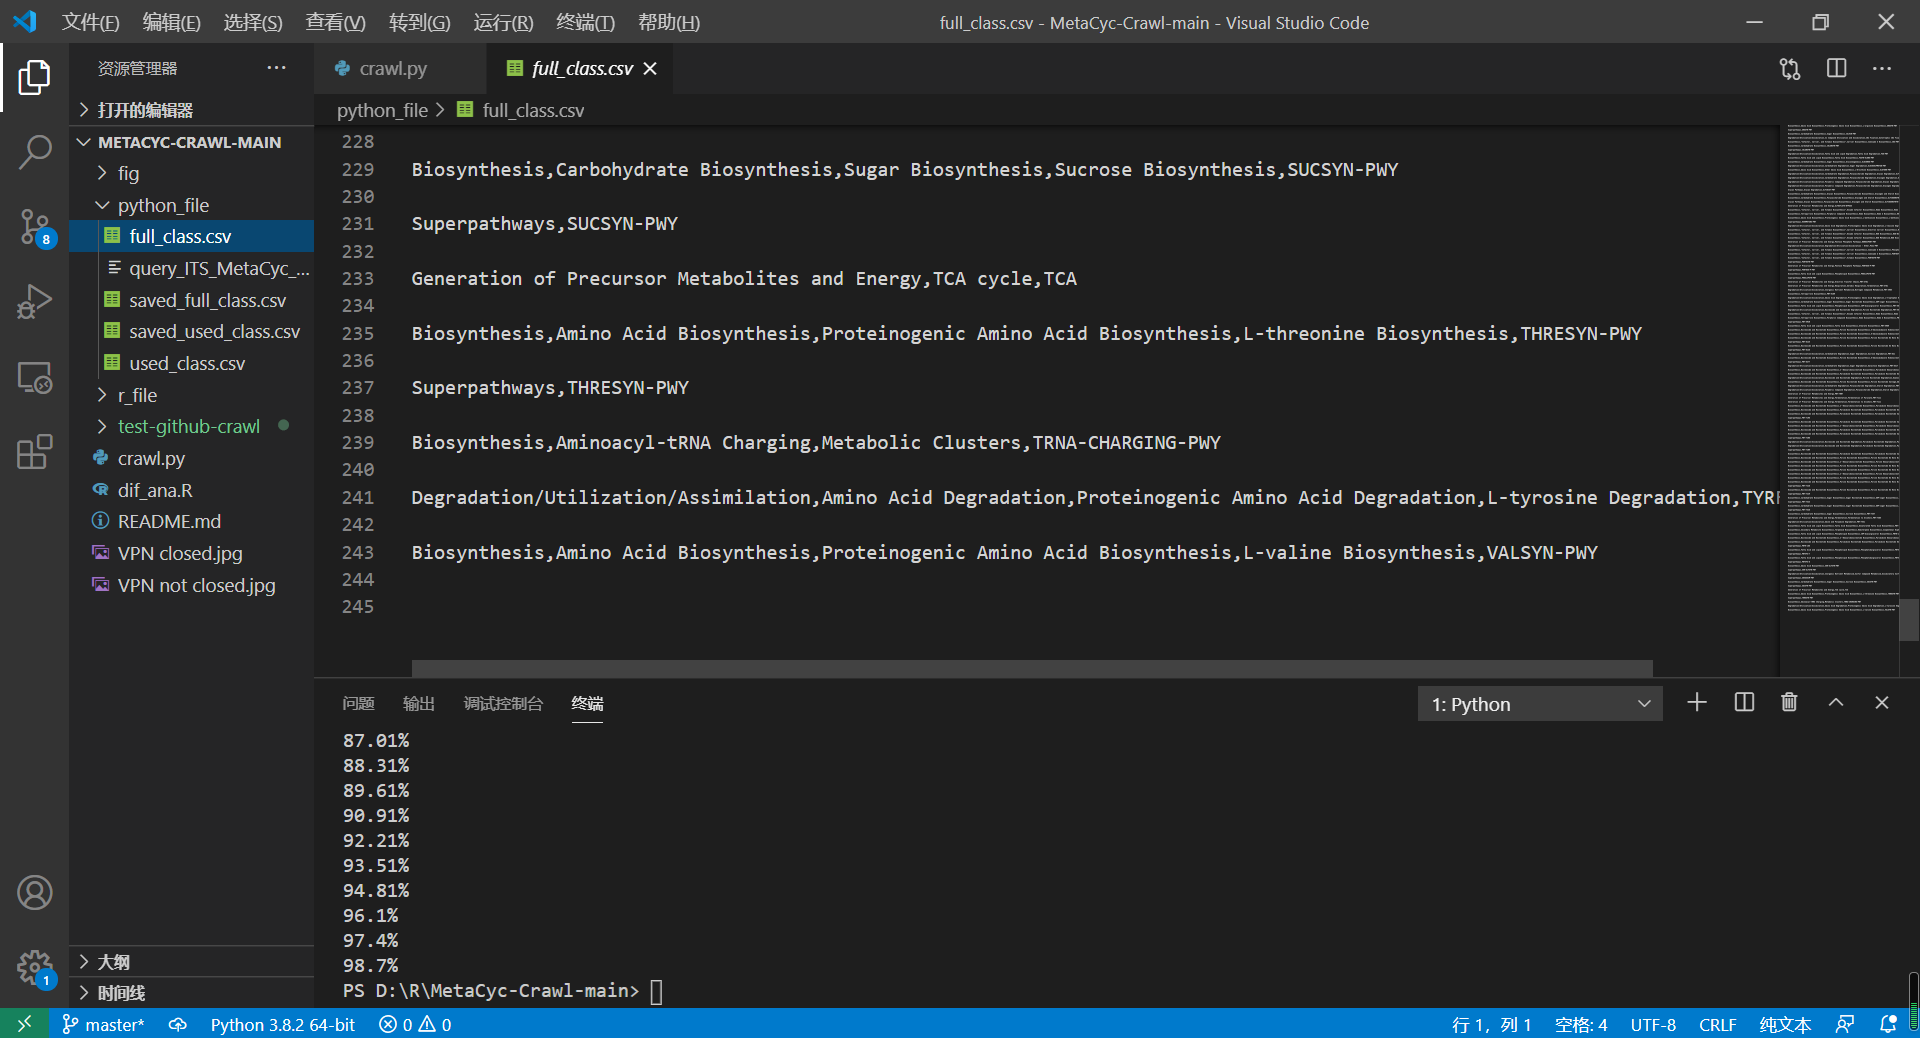 文件(F) 编辑(E) 选择(S) 查看(V) 转到(G) 运行(R) 终端(T) 帮助(H) full_class.csv - MetaCyc-Crawl-main - Visual Studio Code
资源管理器
打开的编辑器
METACYC-CRAWL-MAIN
fig
python_file
full_class.csv
query_ITS_MetaCyc_...
saved_full_class.csv
saved_used_class.csv
used_class.csv
r_file
test-github-crawl
crawl.py
dif_ana.R
README.md
VPN closed.jpg
VPN not closed.jpg
大纲
时间线
8
1
crawl.py full_class.csv
python_file > full_class.csv
228
229 Biosynthesis,Carbohydrate Biosynthesis,Sugar Biosynthesis,Sucrose Biosynthesis,SUCSYN-PWY
230
231 Superpathways,SUCSYN-PWY
232
233 Generation of Precursor Metabolites and Energy,TCA cycle,TCA
234
235 Biosynthesis,Amino Acid Biosynthesis,Proteinogenic Amino Acid Biosynthesis,L-threonine Biosynthesis,THRESYN-PWY
236
237 Superpathways,THRESYN-PWY
238
239 Biosynthesis,Aminoacyl-tRNA Charging,Metabolic Clusters,TRNA-CHARGING-PWY
240
241 Degradation/Utilization/Assimilation,Amino Acid Degradation,Proteinogenic Amino Acid Degradation,L-tyrosine Degradation,TYR
242
243 Biosynthesis,Amino Acid Biosynthesis,Proteinogenic Amino Acid Biosynthesis,L-valine Biosynthesis,VALSYN-PWY
244
245
问题 输出 调试控制台 终端 1: Python
87.01%
88.31%
89.61%
90.91%
92.21%
93.51%
94.81%
96.1%
97.4%
98.7%
PS D:\R\MetaCyc-Crawl-main>
master* Python 3.8.2 64-bit 0 0 行 1，列 1 空格: 4 UTF-8 CRLF 纯文本